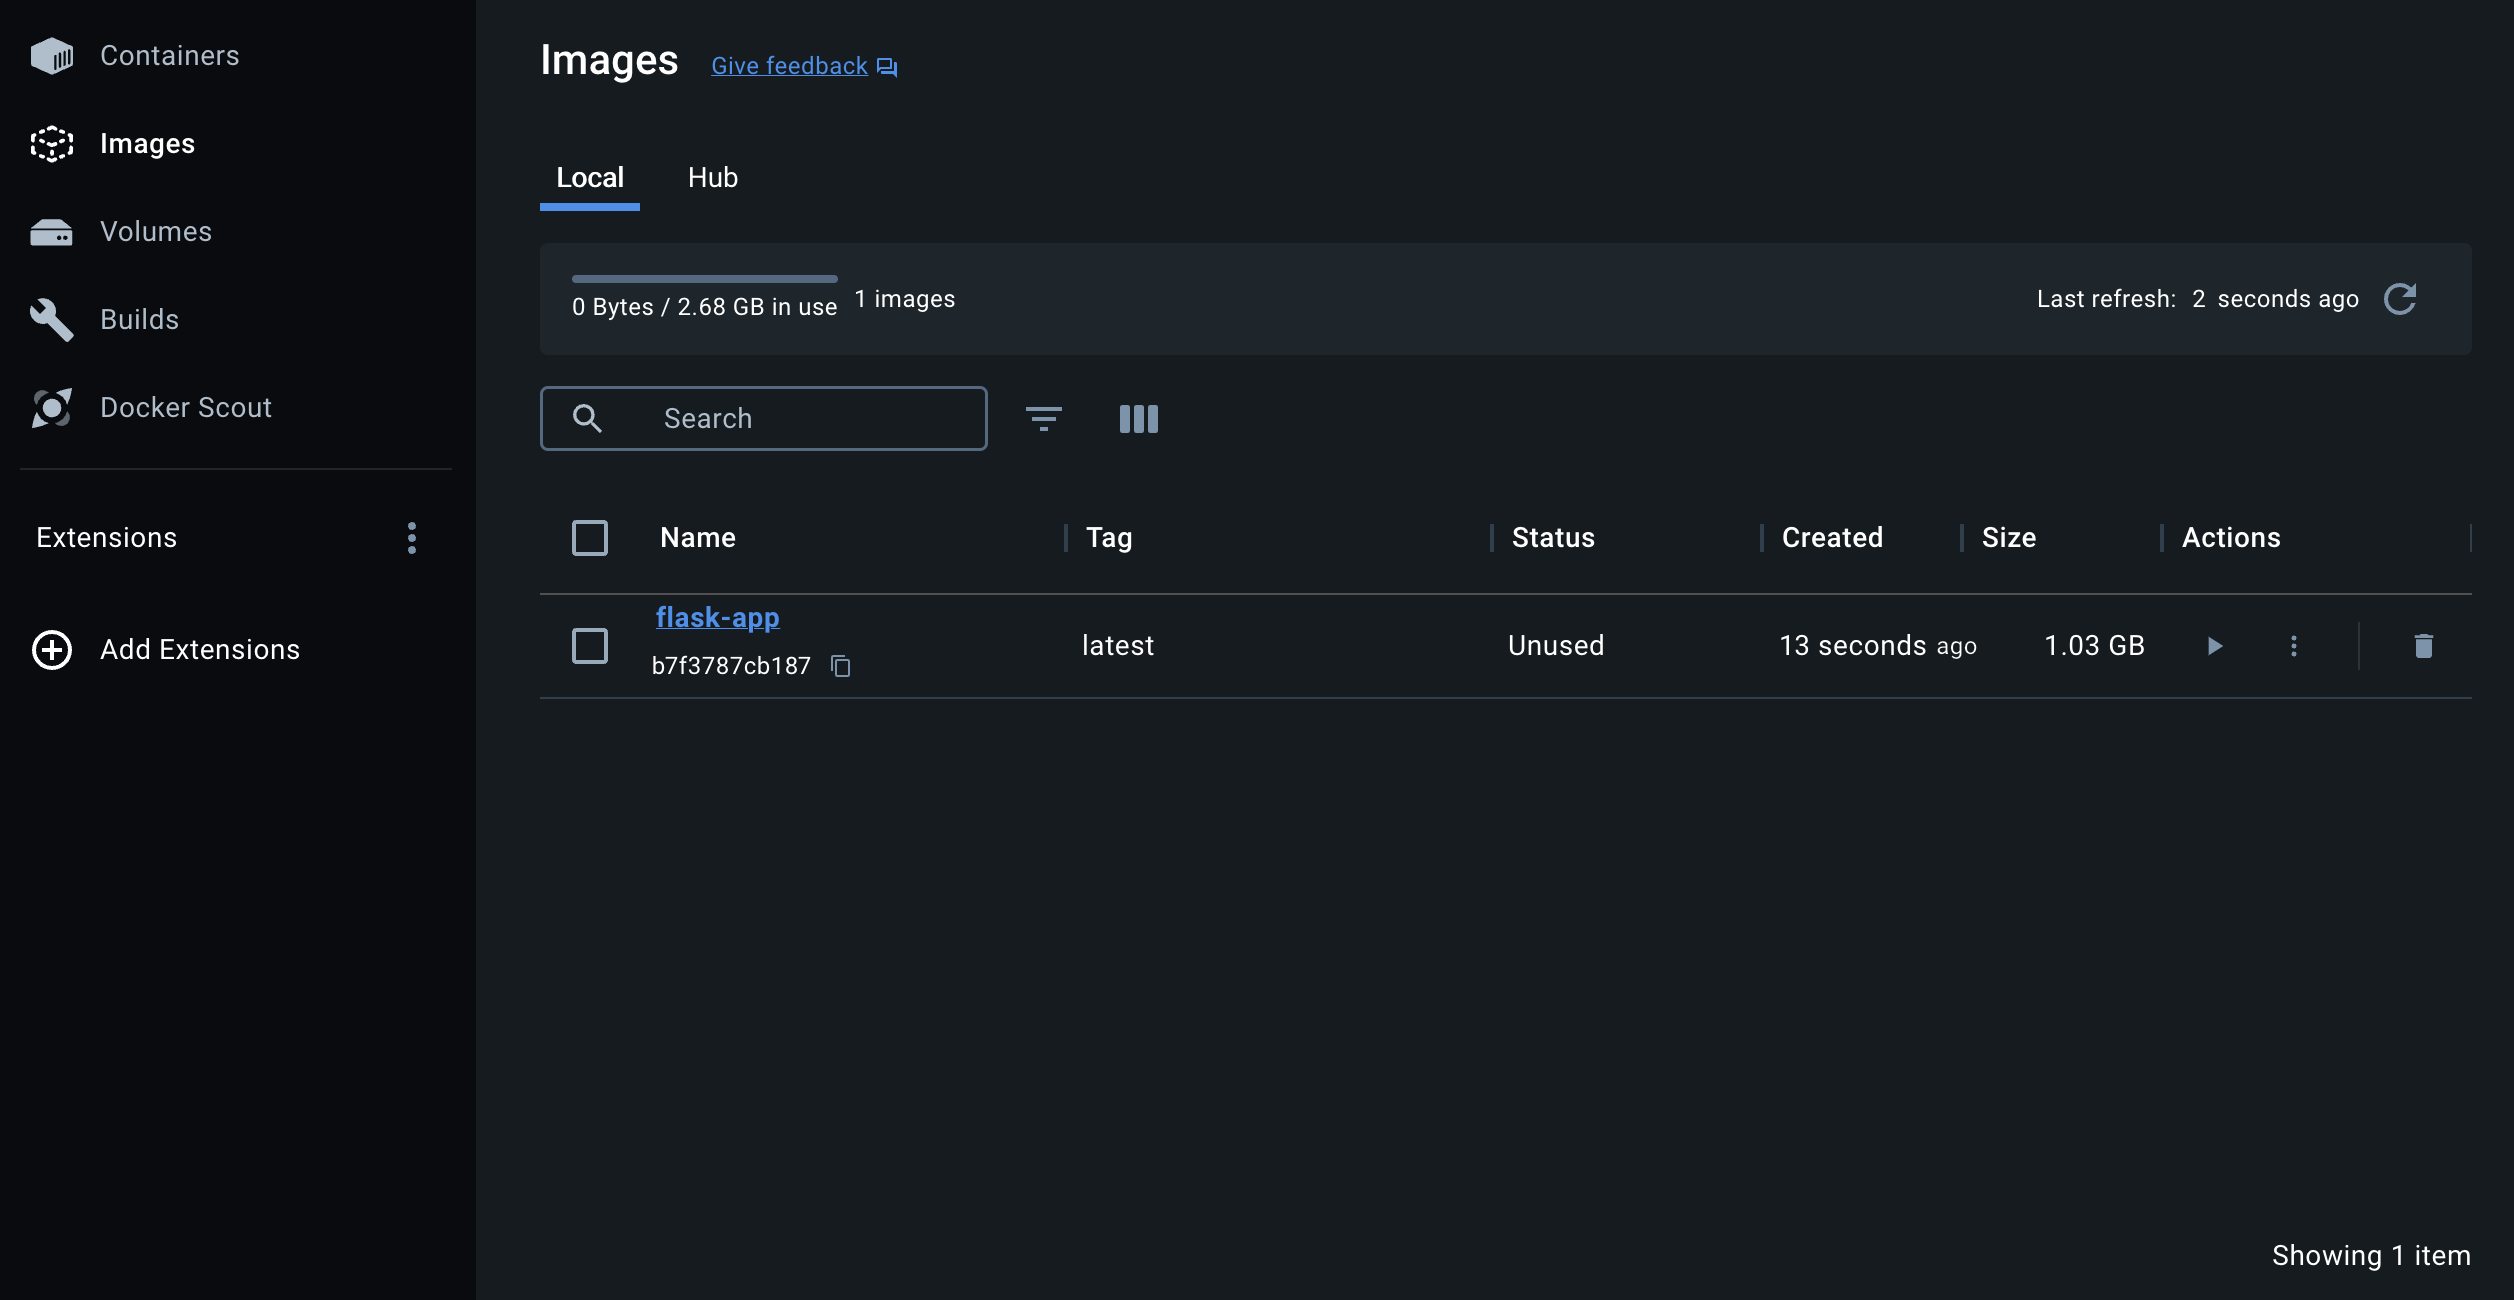 Containers
Images
Volumes
Builds
Docker Scout
Extensions
Add Extensions
Images Give feedback
Local Hub
0 Bytes / 2.68 GB in use 1 images Last refresh: 2 seconds ago
Search
Name Tag Status Created Size Actions
flask-app
b7f3787cb187 latest Unused 13 seconds ago 1.03 GB
Showing 1 item